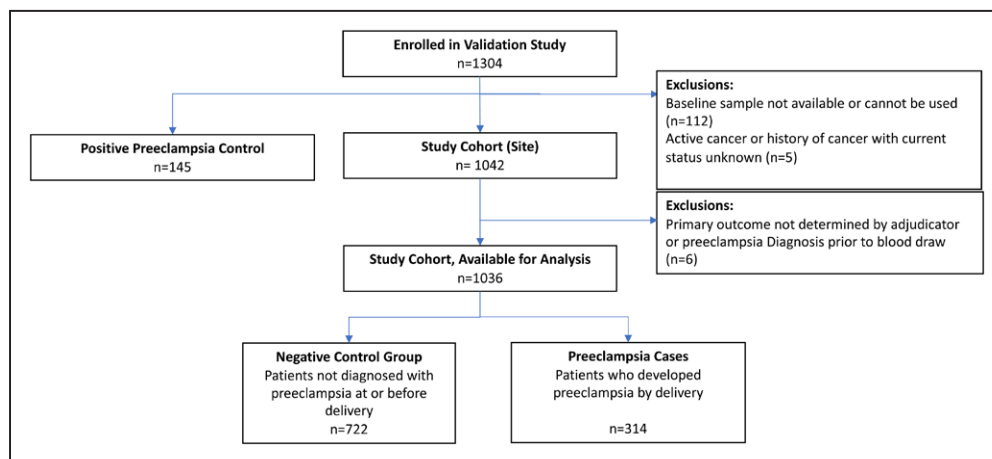 Enrolled in Validation Study
n=1304
Exclusions:
Baseline sample not available or cannot be used
(n=112)
Active cancer or history of cancer with current
status unknown (n=5)
Positive Preeclampsia Control
n=145
Study Cohort (Site)
n= 1042
Exclusions:
Primary outcome not determined by adjudicator
or preeclampsia Diagnosis prior to blood draw
(n=6)
Study Cohort, Available for Analysis
n=1036
Negative Control Group
Patients not diagnosed with
preeclampsia at or before
delivery
n=722
Preeclampsia Cases
Patients who developed
preeclampsia by delivery
n=314